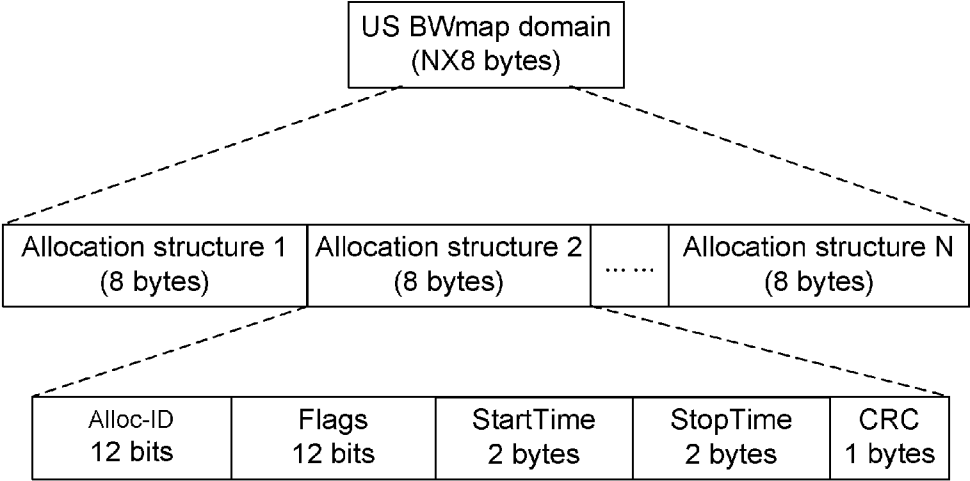 US BWmap domain
(NX8 bytes)
Allocation structure 1
(8 bytes)
Allocation structure 2
(8 bytes)
... ...
Allocation structure N
(8 bytes)
Alloc-ID
12 bits
Flags
12 bits
StartTime
2 bytes
StopTime
2 bytes
CRC
1 bytes